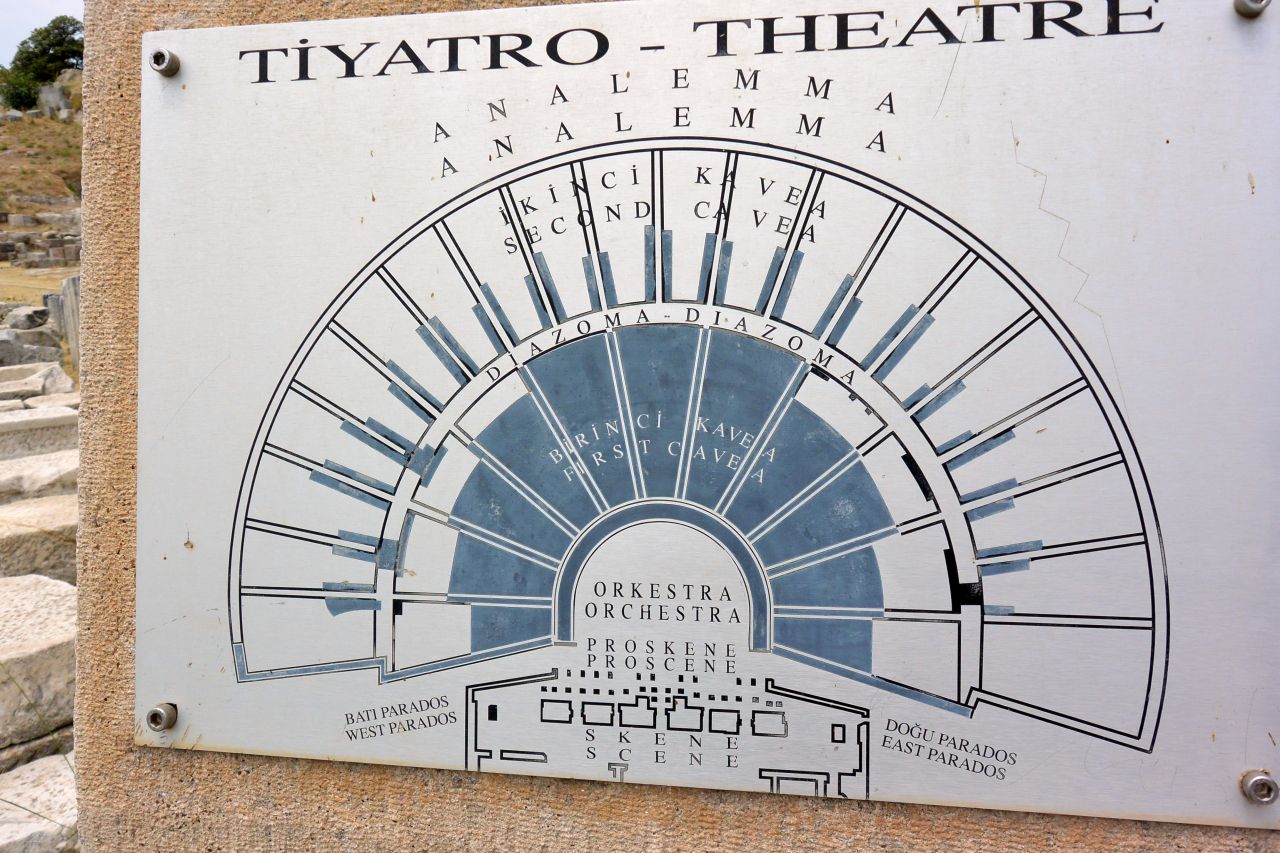 TİYATRO - THEATRE
ANALEMMA
ANALEMMA
İKİNCİ KAVEA
SECOND CAVEA
DIAZOMA-DIAZOMA
BİRİNCİ KAVEA
FIRST CAVEA
ORKESTRA
ORCHESTRA
PROSKENE
PROSCENE
BATI PARADOS
WEST PARADOS
SKENE
SCENE
DOĞU PARADOS
EAST PARADOS